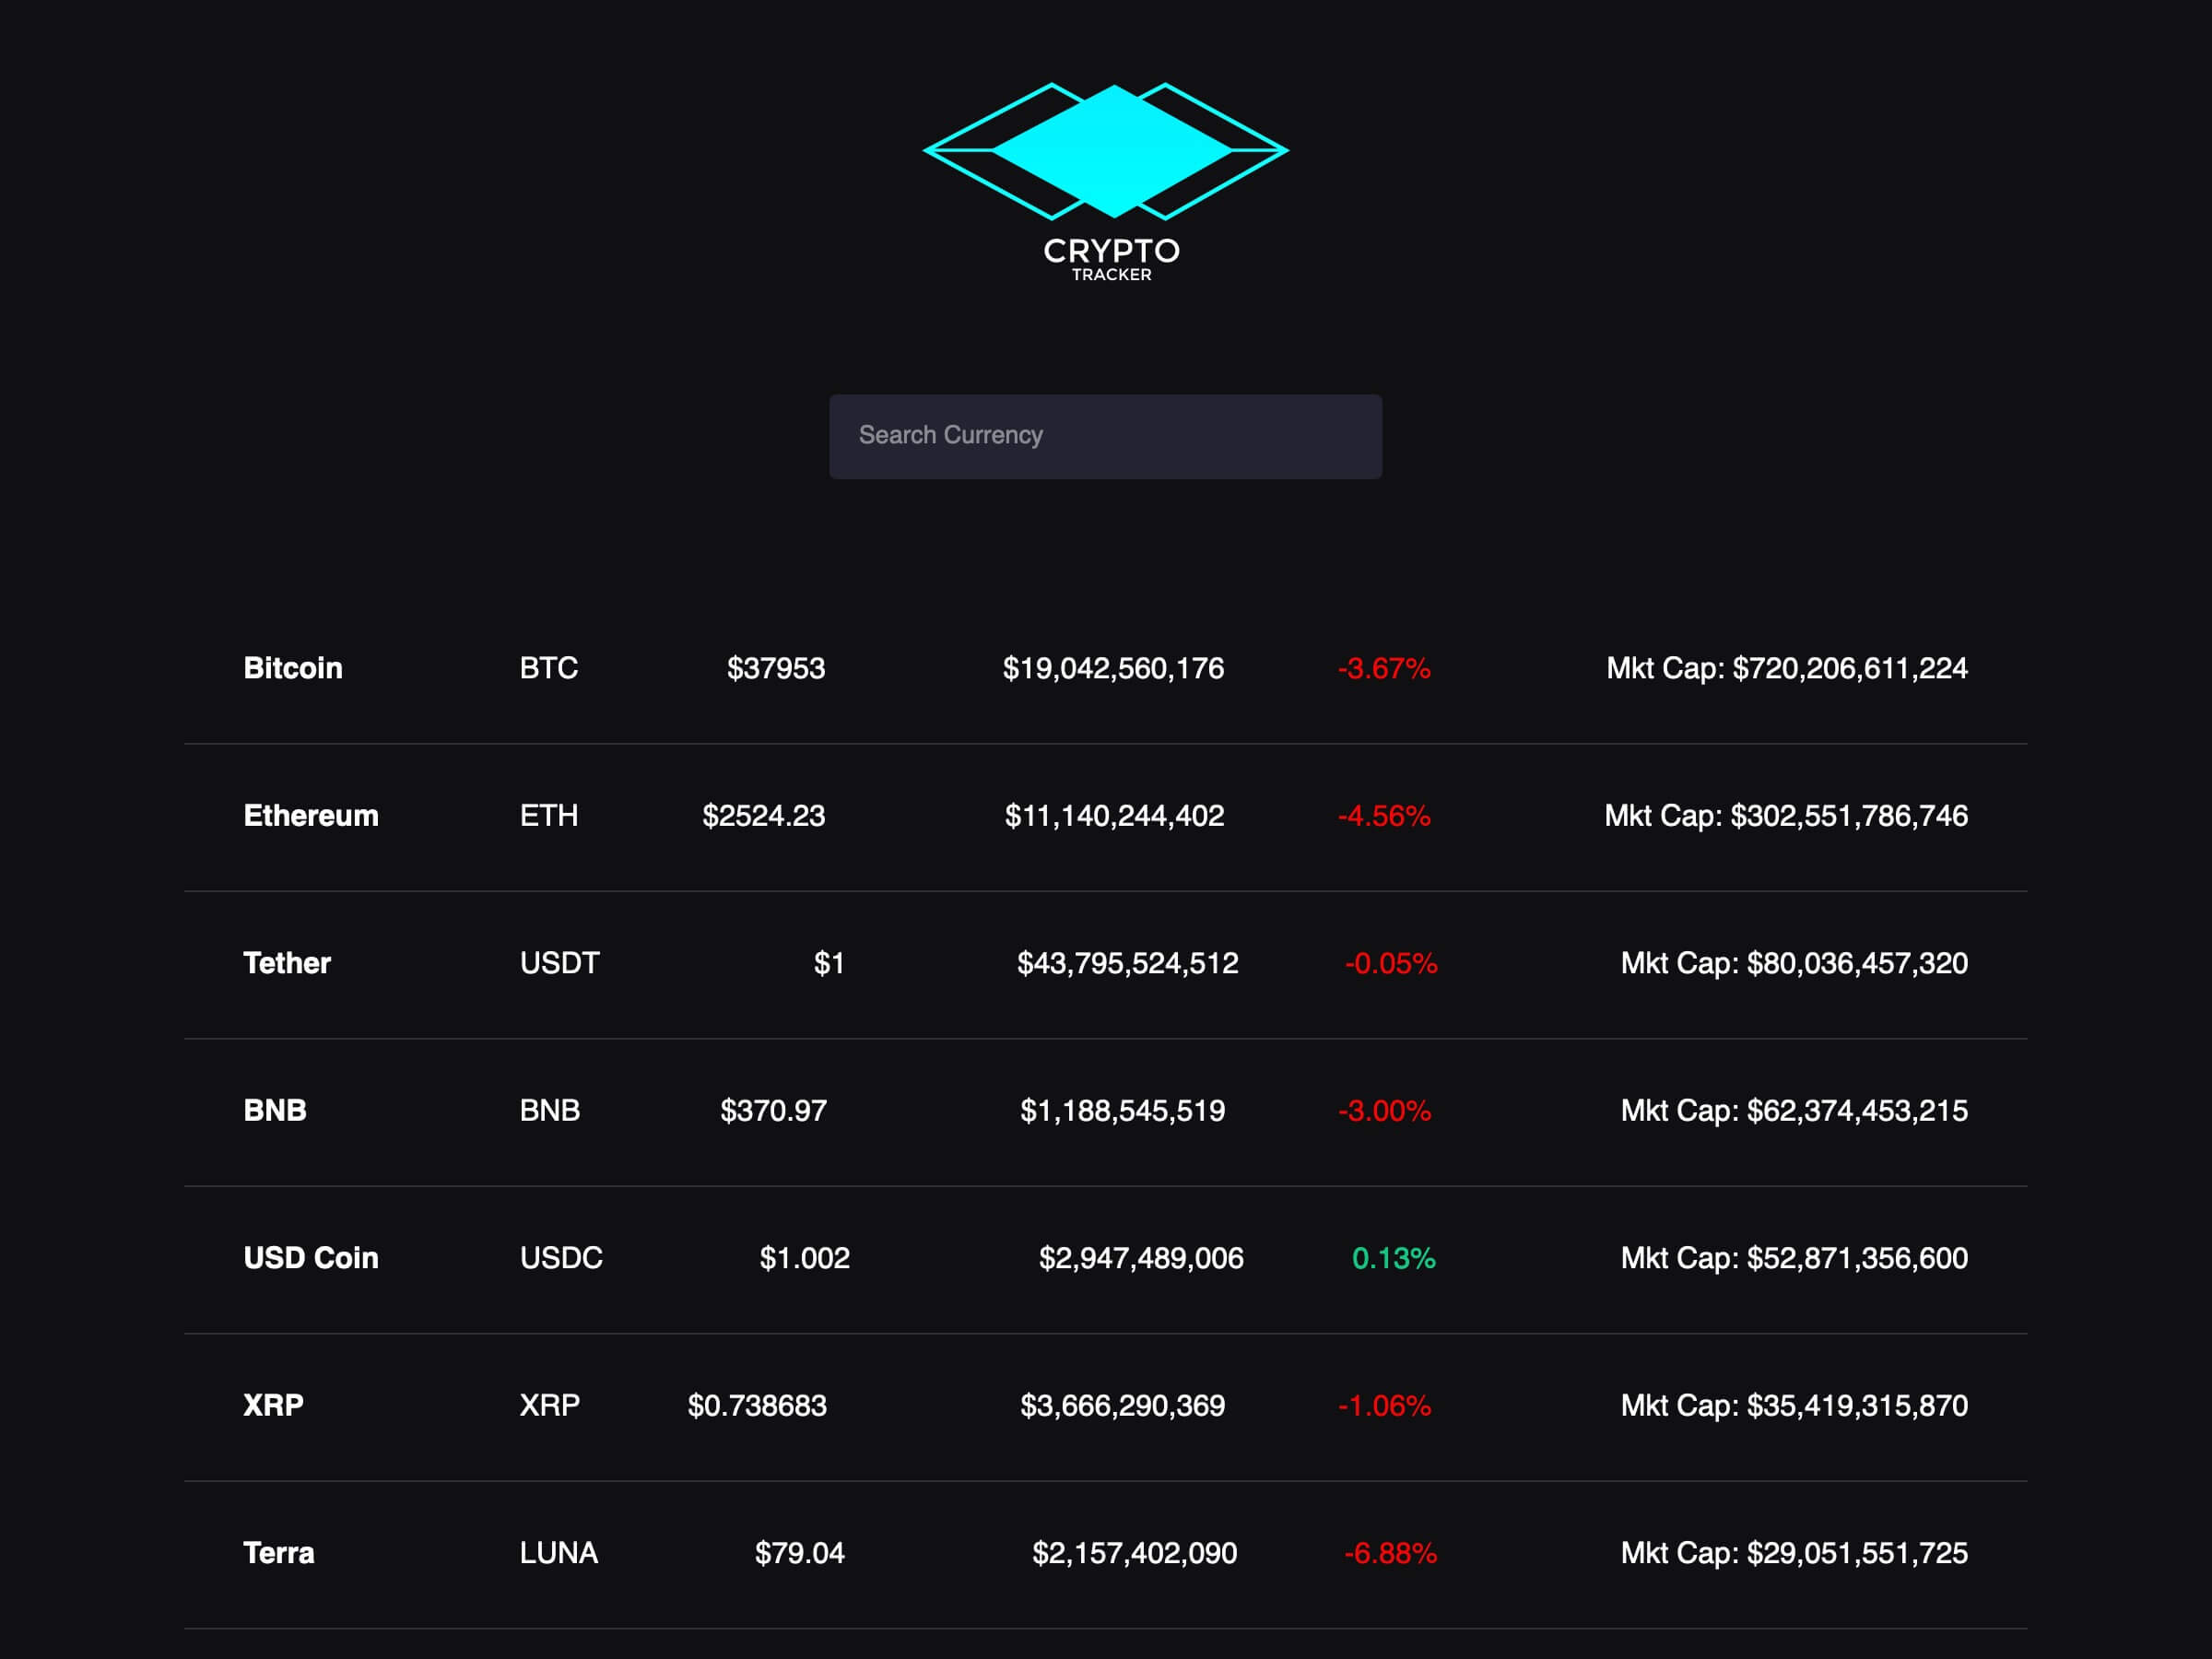 CRYPTO
TRACKER
Search Currency
Bitcoin BTC $37953 $19,042,560,176 -3.67% Mkt Cap: $720,206,611,224
Ethereum ETH $2524.23 $11,140,244,402 -4.56% Mkt Cap: $302,551,786,746
Tether USDT $1 $43,795,524,512 -0.05% Mkt Cap: $80,036,457,320
BNB BNB $370.97 $1,188,545,519 -3.00% Mkt Cap: $62,374,453,215
USD Coin USDC $1.002 $2,947,489,006 0.13% Mkt Cap: $52,871,356,600
XRP XRP $0.738683 $3,666,290,369 -1.06% Mkt Cap: $35,419,315,870
Terra LUNA $79.04 $2,157,402,090 -6.88% Mkt Cap: $29,051,551,725